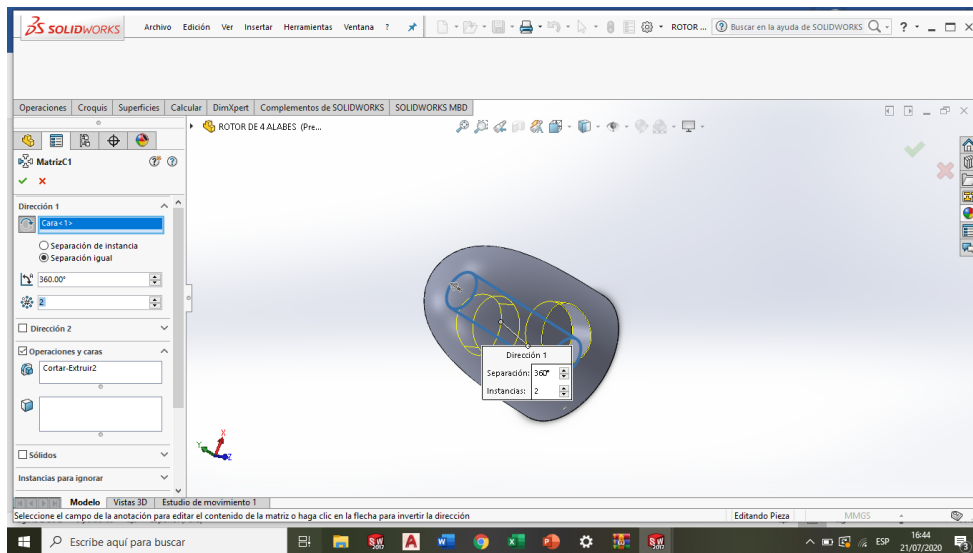 SOLIDWORKS Archivo Edición Ver Insertar Herramientas Ventana ? ROTOR ... Buscar en la ayuda de SOLIDWORKS ?
Operaciones Croquis Superficies Calcular DimXpert Complementos de SOLIDWORKS SOLIDWORKS MBD
ROTOR DE 4 ALABES (Pre...
MatrizC1
Dirección 1
Cara<1>
Separación de instancia
Separación igual
360.00°
2
Dirección 2
Operaciones y caras
Cortar-Extruir2
Sólidos
Instancias para ignorar
Dirección 1
Separación: 360°
Instancias: 2
X
Y
Z
Modelo Vistas 3D Estudio de movimiento 1
Seleccione el campo de la anotación para editar el contenido de la matriz o haga clic en la flecha para invertir la dirección Editando Pieza MMGS
Escribe aquí para buscar
ESP
16:44
21/07/2020